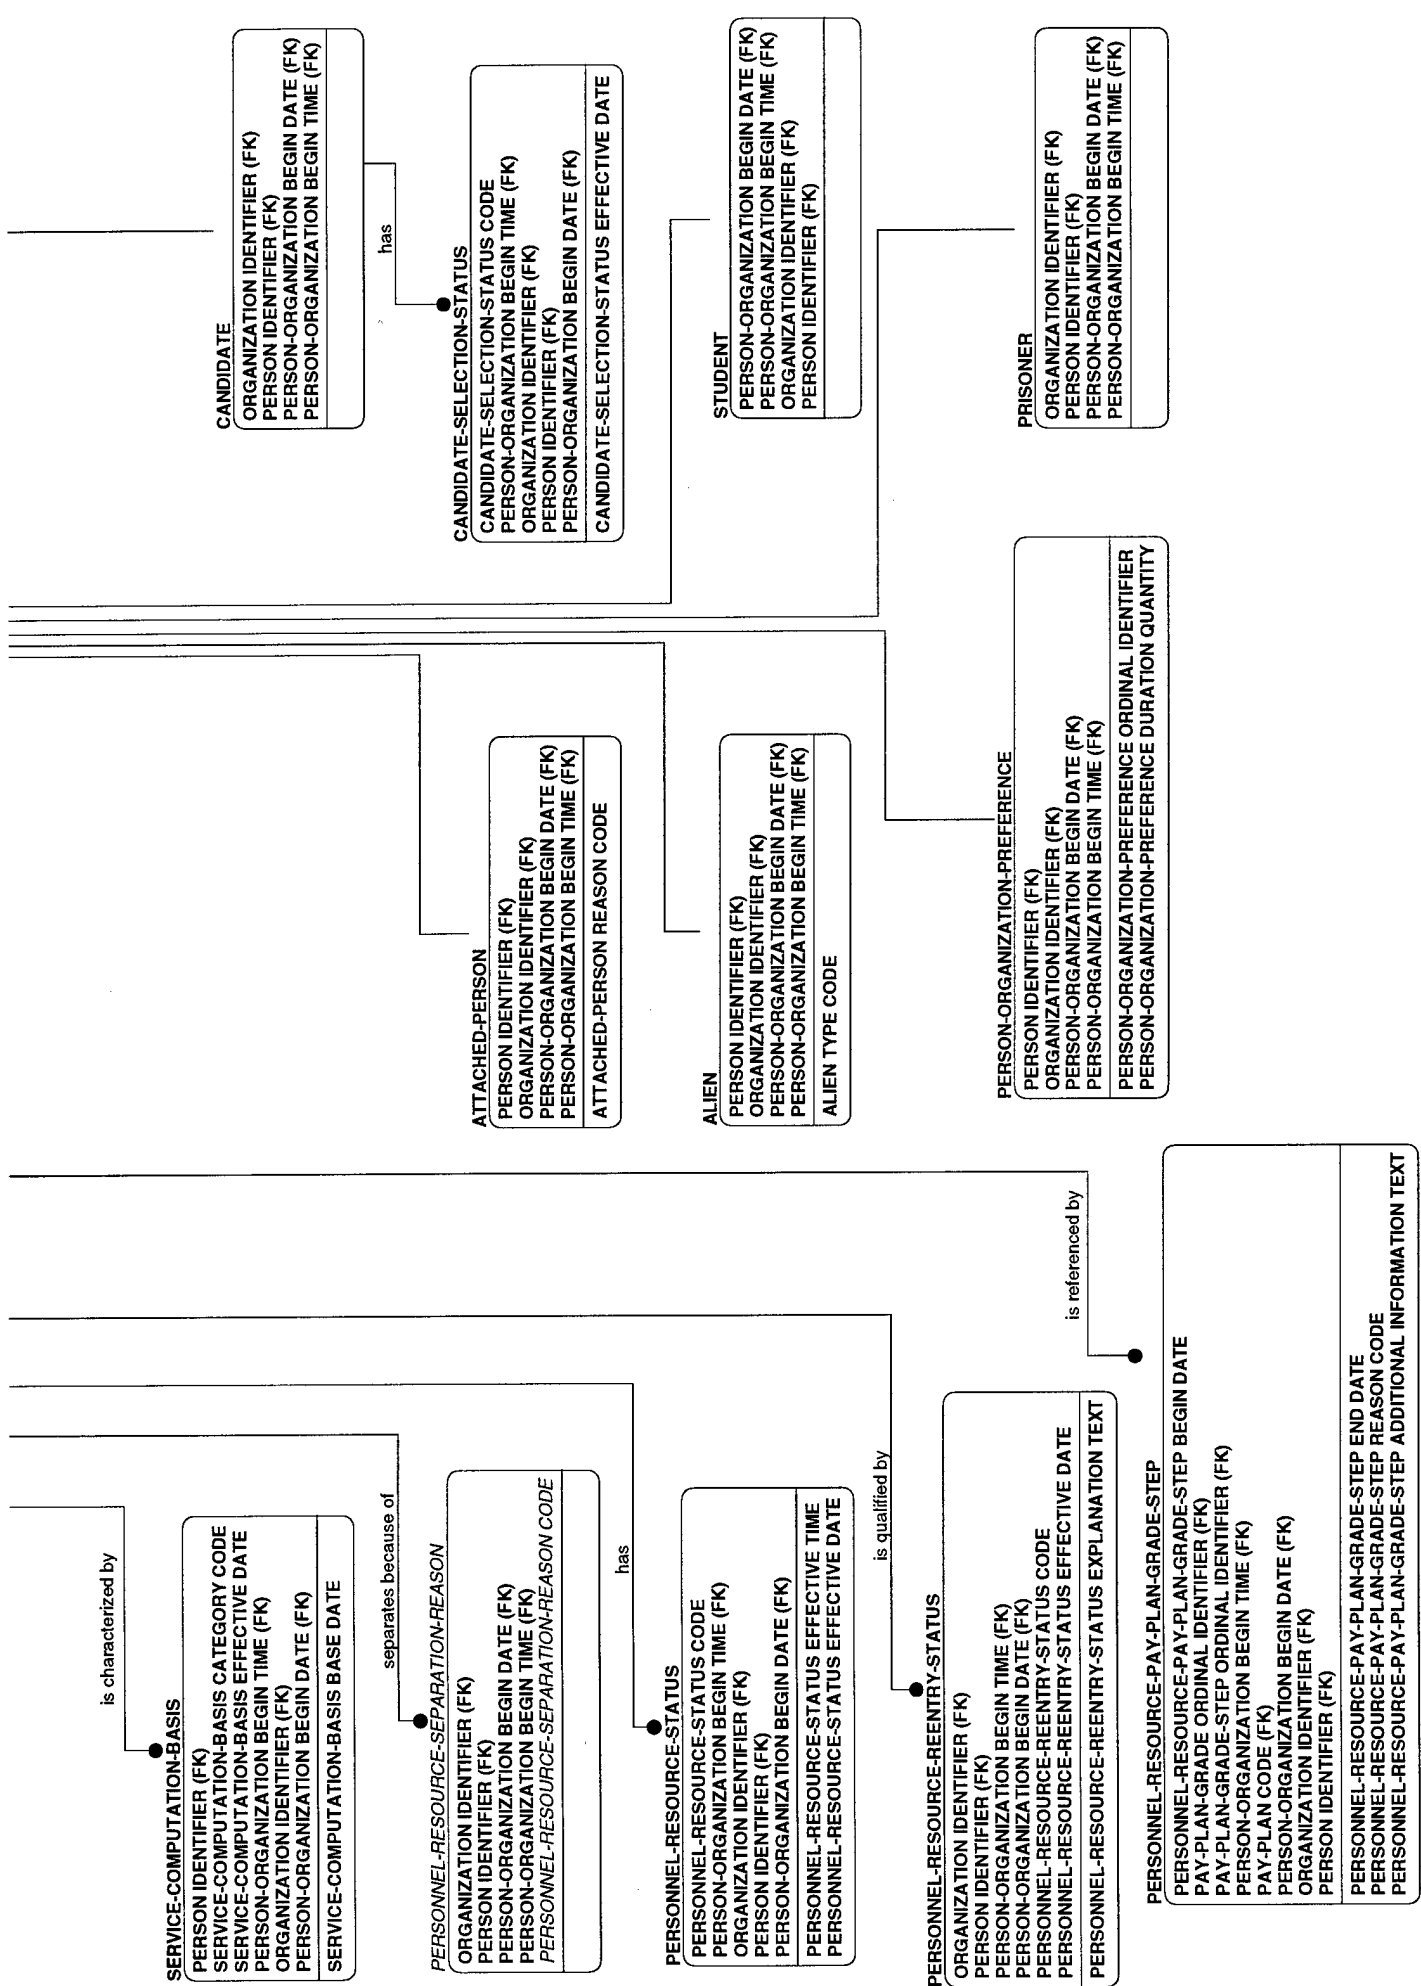 is characterized by
SERVICE-COMPUTATION-BASIS
PERSON IDENTIFIER (FK)
SERVICE-COMPUTATION-BASIS CATEGORY CODE
SERVICE-COMPUTATION-BASIS EFFECTIVE DATE
PERSON-ORGANIZATION BEGIN TIME (FK)
ORGANIZATION IDENTIFIER (FK)
PERSON-ORGANIZATION BEGIN DATE (FK)
SERVICE-COMPUTATION-BASIS BASE DATE
separates because of
PERSONNEL-RESOURCE-SEPARATION-REASON
ORGANIZATION IDENTIFIER (FK)
PERSON IDENTIFIER (FK)
PERSON-ORGANIZATION BEGIN DATE (FK)
PERSON-ORGANIZATION BEGIN TIME (FK)
PERSONNEL-RESOURCE-SEPARATION-REASON CODE
has
PERSONNEL-RESOURCE-STATUS
PERSONNEL-RESOURCE-STATUS CODE
PERSON-ORGANIZATION BEGIN TIME (FK)
ORGANIZATION IDENTIFIER (FK)
PERSON IDENTIFIER (FK)
PERSON-ORGANIZATION BEGIN DATE (FK)
PERSONNEL-RESOURCE-STATUS EFFECTIVE TIME
PERSONNEL-RESOURCE-STATUS EFFECTIVE DATE
is qualified by
PERSONNEL-RESOURCE-REENTRY-STATUS
ORGANIZATION IDENTIFIER (FK)
PERSON IDENTIFIER (FK)
PERSON-ORGANIZATION BEGIN TIME (FK)
PERSON-ORGANIZATION BEGIN DATE (FK)
PERSONNEL-RESOURCE-REENTRY-STATUS CODE
PERSONNEL-RESOURCE-REENTRY-STATUS EFFECTIVE DATE
PERSONNEL-RESOURCE-REENTRY-STATUS EXPLANATION TEXT
is referenced by
PERSONNEL-RESOURCE-PAY-PLAN-GRADE-STEP
PERSONNEL-RESOURCE-PAY-PLAN-GRADE-STEP BEGIN DATE
PAY-PLAN-GRADE ORDINAL IDENTIFIER (FK)
PAY-PLAN-GRADE-STEP ORDINAL IDENTIFIER (FK)
PERSON-ORGANIZATION BEGIN TIME (FK)
PAY-PLAN CODE (FK)
PERSON-ORGANIZATION BEGIN DATE (FK)
ORGANIZATION IDENTIFIER (FK)
PERSON IDENTIFIER (FK)
PERSONNEL-RESOURCE-PAY-PLAN-GRADE-STEP END DATE
PERSONNEL-RESOURCE-PAY-PLAN-GRADE-STEP REASON CODE
PERSONNEL-RESOURCE-PAY-PLAN-GRADE-STEP ADDITIONAL INFORMATION TEXT
ATTACHED-PERSON
PERSON IDENTIFIER (FK)
ORGANIZATION IDENTIFIER (FK)
PERSON-ORGANIZATION BEGIN DATE (FK)
PERSON-ORGANIZATION BEGIN TIME (FK)
ATTACHED-PERSON REASON CODE
ALIEN
PERSON IDENTIFIER (FK)
ORGANIZATION IDENTIFIER (FK)
PERSON-ORGANIZATION BEGIN DATE (FK)
PERSON-ORGANIZATION BEGIN TIME (FK)
ALIEN TYPE CODE
PERSON-ORGANIZATION-PREFERENCE
PERSON IDENTIFIER (FK)
ORGANIZATION IDENTIFIER (FK)
PERSON-ORGANIZATION BEGIN DATE (FK)
PERSON-ORGANIZATION BEGIN TIME (FK)
PERSON-ORGANIZATION-PREFERENCE ORDINAL IDENTIFIER
PERSON-ORGANIZATION-PREFERENCE DURATION QUANTITY
CANDIDATE
ORGANIZATION IDENTIFIER (FK)
PERSON IDENTIFIER (FK)
PERSON-ORGANIZATION BEGIN DATE (FK)
PERSON-ORGANIZATION BEGIN TIME (FK)
has
CANDIDATE-SELECTION-STATUS
CANDIDATE-SELECTION-STATUS CODE
PERSON-ORGANIZATION BEGIN TIME (FK)
ORGANIZATION IDENTIFIER (FK)
PERSON IDENTIFIER (FK)
PERSON-ORGANIZATION BEGIN DATE (FK)
CANDIDATE-SELECTION-STATUS EFFECTIVE DATE
STUDENT
PERSON-ORGANIZATION BEGIN DATE (FK)
PERSON-ORGANIZATION BEGIN TIME (FK)
ORGANIZATION IDENTIFIER (FK)
PERSON IDENTIFIER (FK)
PRISONER
ORGANIZATION IDENTIFIER (FK)
PERSON IDENTIFIER (FK)
PERSON-ORGANIZATION BEGIN DATE (FK)
PERSON-ORGANIZATION BEGIN TIME (FK)